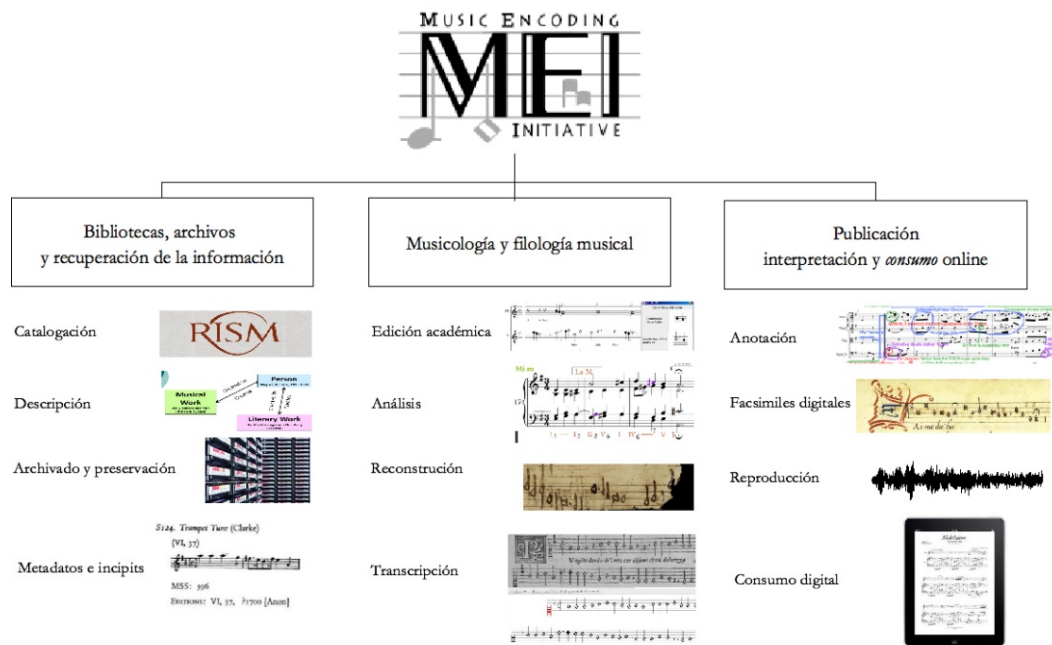 MUSIC ENCODING
MEI
INITIATIVE
Bibliotecas, archivos
y recuperación de la información
Musicología y filología musical
Publicación
interpretación y consumo online
Catalogación
RISM
Descripción
Person
Musical
Work
Literary Work
Archivado y preservación
Metadatos e incipits
S124. Trumpet Tune (Clarke)
(VI, 37)
MSS: 396
EDITIONS: VI, 37, ?1700 [Anon]
Edición académica
Análisis
Mi m
La M
Reconstrución
Transcripción
Anotación
Facsimiles digitales
Reproducción
Consumo digital